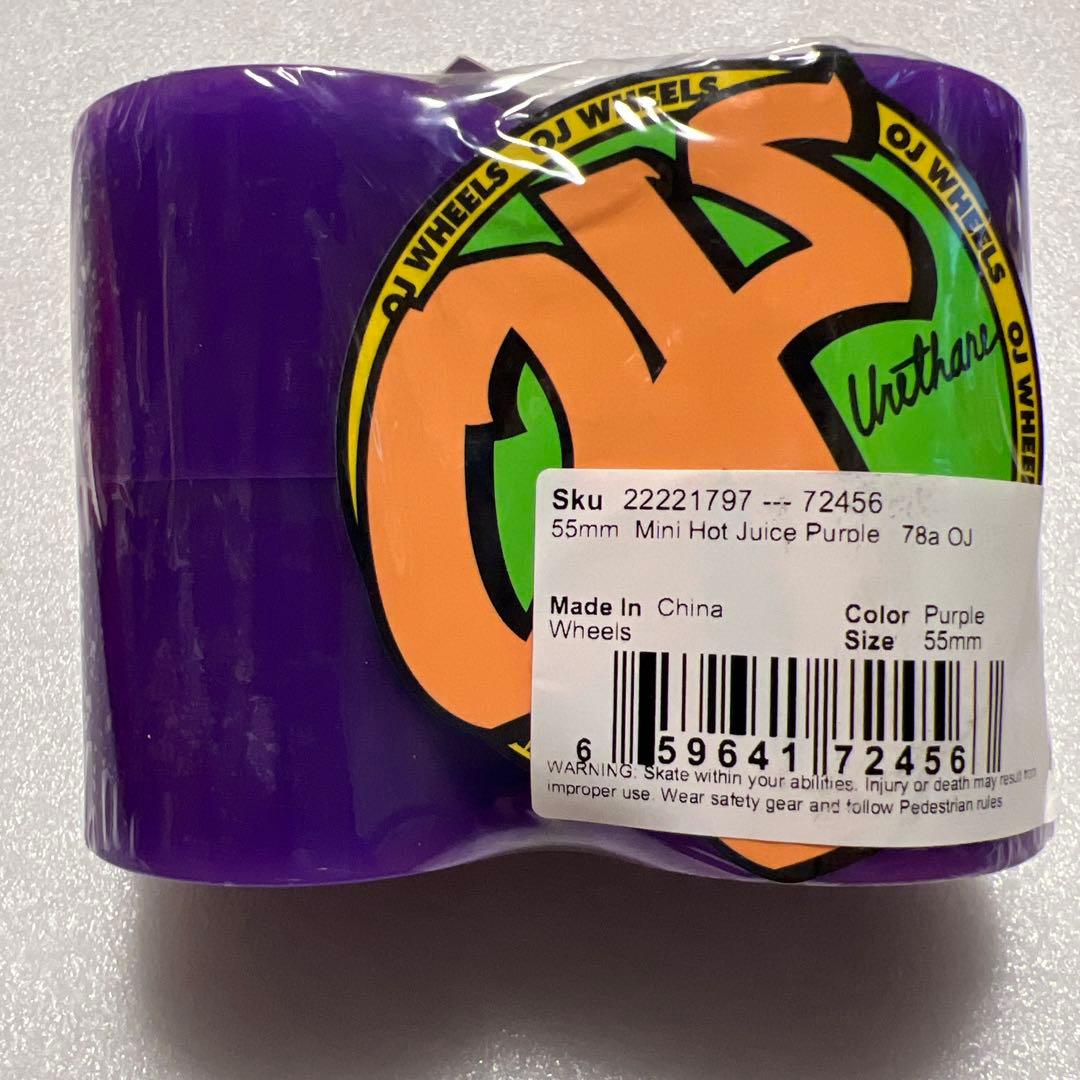 OJ WHEELS
OJ WHEELS
OJ WHEELS
OJ WHEE
Urethane
Sku 22221797 --- 72456
55mm Mini Hot Juice Purple 78a OJ
Made In China
Wheels
Color Purple
Size 55mm
6 59641 72456
WARNING: Skate within your abilities. Injury or death may result from
improper use. Wear safety gear and follow Pedestrian rules